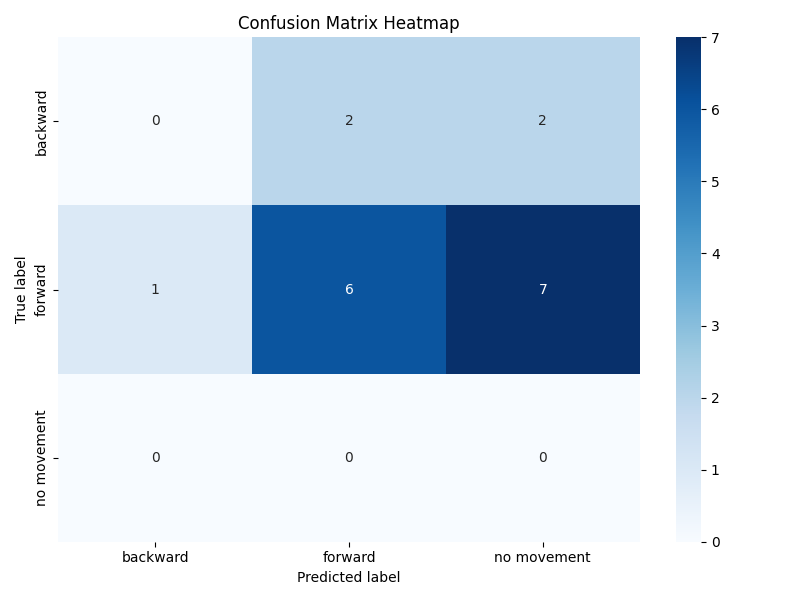 Confusion Matrix Heatmap
True label
backward
0
2
2
forward
1
6
7
no movement
0
0
0
backward
forward
no movement
Predicted label
7
6
5
4
3
2
1
0